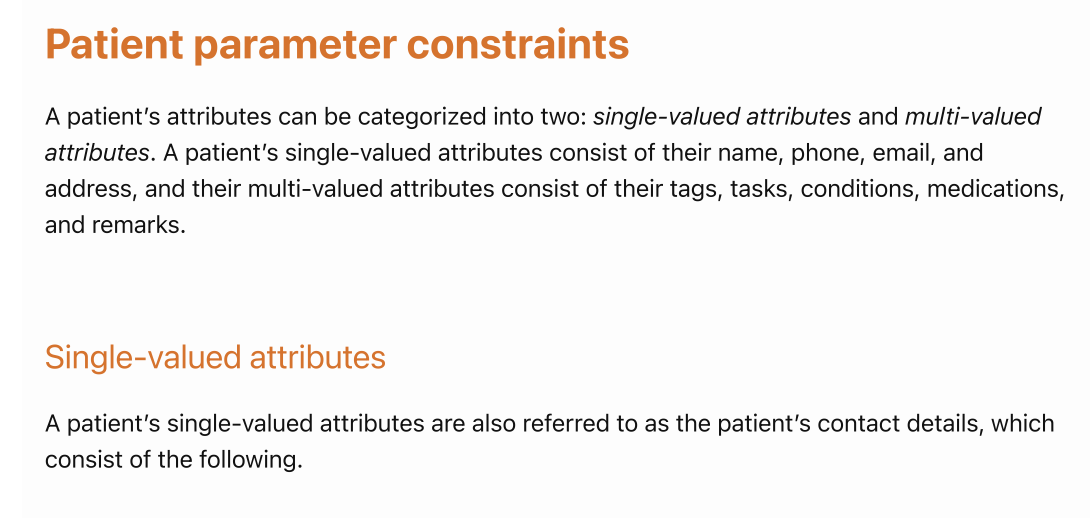 Patient parameter constraints
A patient’s attributes can be categorized into two: single-valued attributes and multi-valued
attributes. A patient’s single-valued attributes consist of their name, phone, email, and
address, and their multi-valued attributes consist of their tags, tasks, conditions, medications,
and remarks.
Single-valued attributes
A patient’s single-valued attributes are also referred to as the patient’s contact details, which
consist of the following.